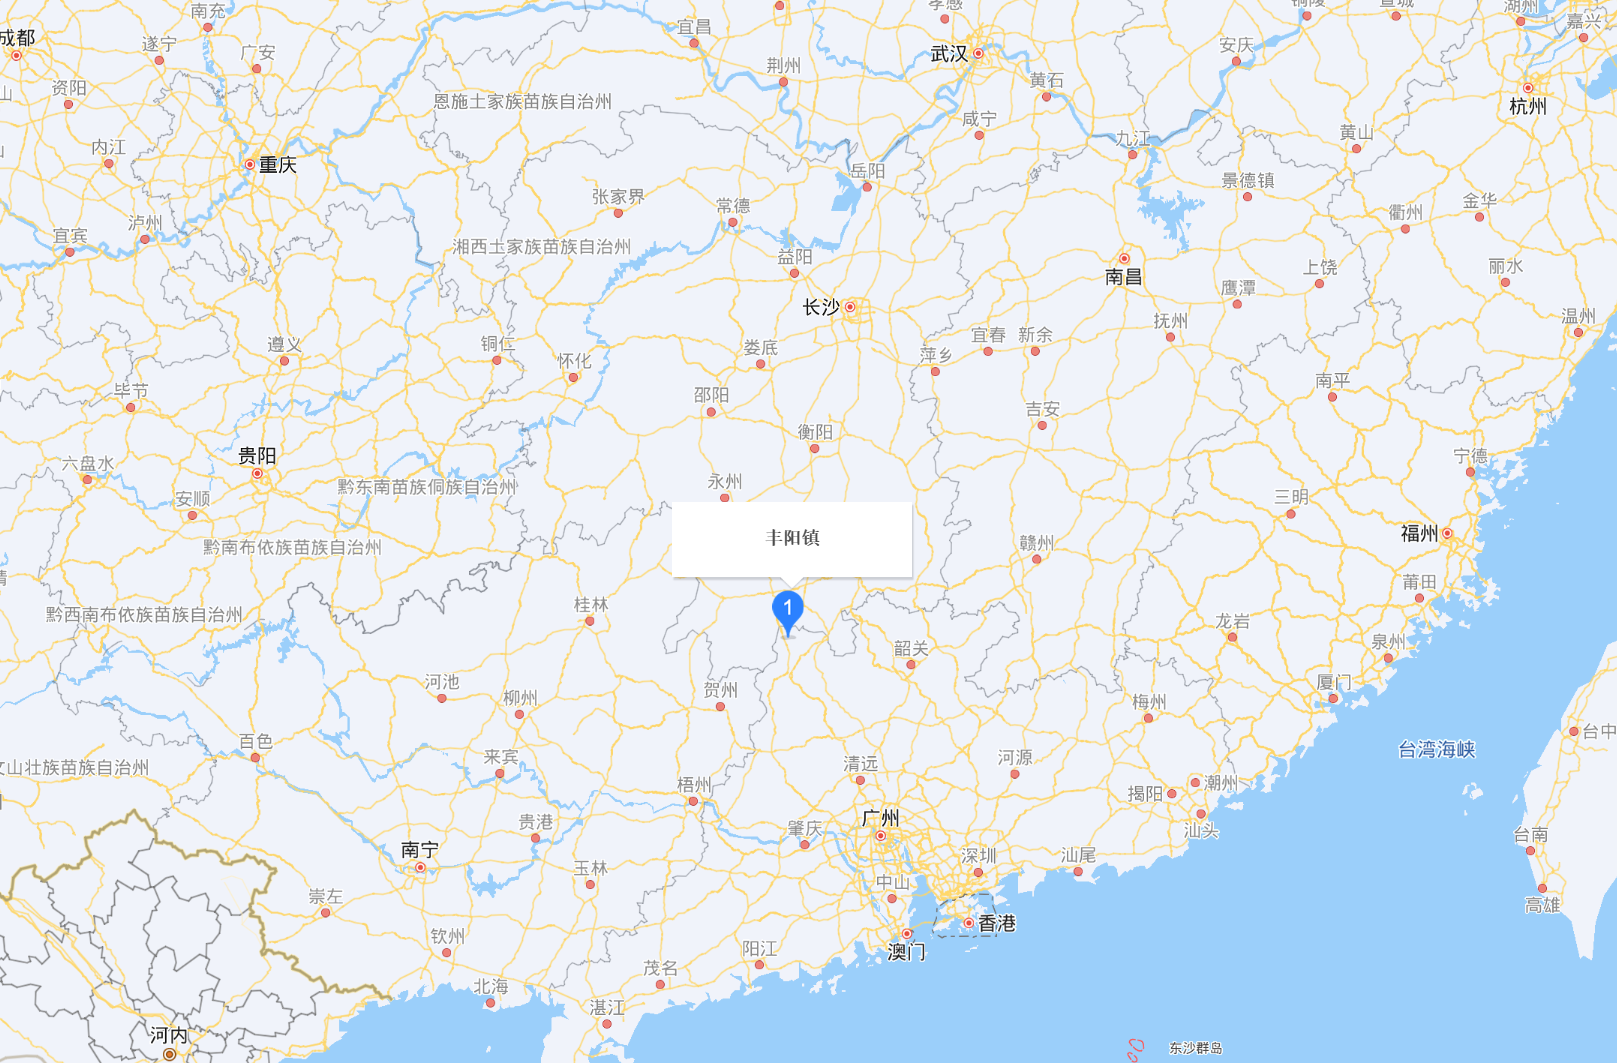 南充
宜昌
孝感
铜陵
宣城
湖州
嘉兴
成都
遂宁
广安
武汉
安庆
荆州
黄石
资阳
恩施土家族苗族自治州
杭州
咸宁
黄山
九江
内江
重庆
岳阳
张家界
常德
景德镇
衢州
金华
泸州
宜宾
湘西土家族苗族自治州
益阳
南昌
上饶
丽水
鹰潭
长沙
温州
抚州
宜春
新余
遵义
铜仁
怀化
娄底
萍乡
毕节
邵阳
南平
吉安
衡阳
贵阳
六盘水
宁德
永州
黔东南苗族侗族自治州
安顺
三明
福州
丰阳镇
赣州
黔南布依族苗族自治州
莆田
桂林
黔西南布依族苗族自治州
1
龙岩
泉州
韶关
河池
贺州
厦门
柳州
梅州
台中
百色
台湾海峡
来宾
清远
河源
文山壮族苗族自治州
梧州
潮州
揭阳
贵港
广州
肇庆
汕头
台南
南宁
深圳
汕尾
玉林
中山
崇左
高雄
香港
钦州
阳江
澳门
茂名
北海
湛江
河内
东沙群岛